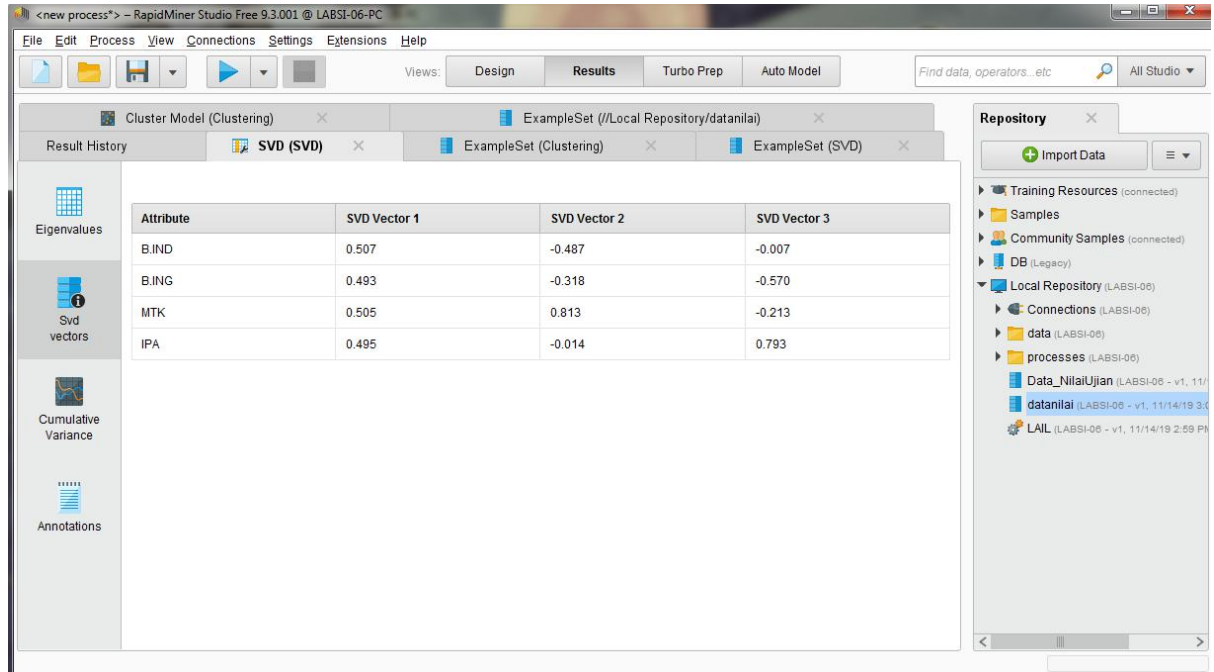 <new process*> – RapidMiner Studio Free 9.3.001 @ LABSI-06-PC
File Edit Process View Connections Settings Extensions Help
Views: Design Results Turbo Prep Auto Model Find data, operators...etc All Studio
Cluster Model (Clustering) ExampleSet (//Local Repository/datanilai)
Result History SVD (SVD) ExampleSet (Clustering) ExampleSet (SVD)
Eigenvalues
Svd
vectors
Cumulative
Variance
Annotations
Attribute SVD Vector 1 SVD Vector 2 SVD Vector 3
B.IND 0.507 -0.487 -0.007
B.ING 0.493 -0.318 -0.570
MTK 0.505 0.813 -0.213
IPA 0.495 -0.014 0.793
Repository
Import Data
Training Resources (connected)
Samples
Community Samples (connected)
DB (Legacy)
Local Repository (LABSI-06)
Connections (LABSI-06)
data (LABSI-06)
processes (LABSI-06)
Data_NilaiUjian (LABSI-06 - v1, 11/
datanilai (LABSI-06 - v1, 11/14/19 3:0
LAIL (LABSI-06 - v1, 11/14/19 2:59 PM